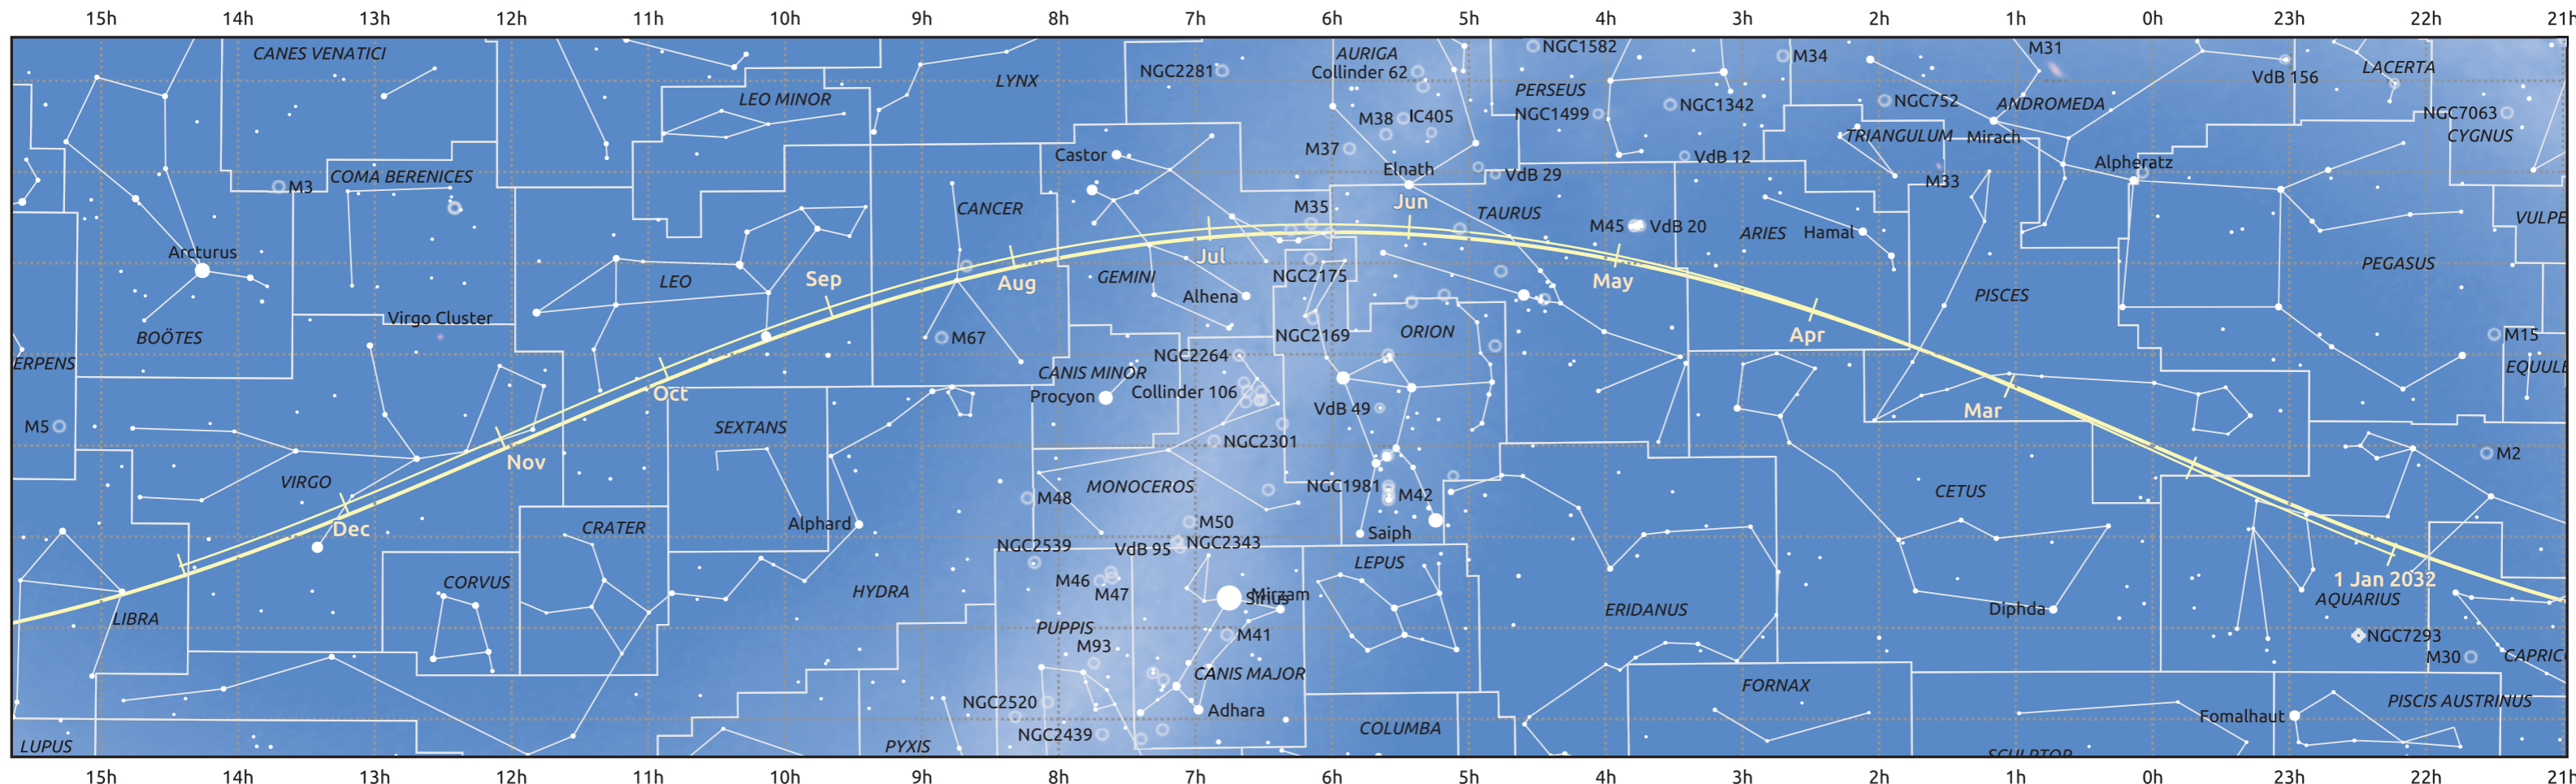 15h 14h 13h 12h 11h 10h 9h 8h 7h 6h 5h 4h 3h 2h 1h 0h 23h 22h 21h
CANES VENATICI
LYNX
AURIGA
NGC1582
M34
M31
LACERTA
NGC2281
Collinder 62
VdB 156
LEO MINOR
PERSEUS
NGC1342
NGC752
ANDROMEDA
M38
IC405
NGC1499
NGC7063
TRIANGULUM
Mirach
CYGNUS
Castor
M37
Elnath
VdB 12
Alpheratz
M3
COMA BERENICES
VdB 29
M33
CANCER
M35
Jun
TAURUS
M45
VdB 20
ARIES
Hamal
VULPE
Arcturus
Jul
PEGASUS
LEO
Sep
Aug
GEMINI
NGC2175
May
Alhena
PISCES
Virgo Cluster
BOÖTES
M67
NGC2169
ORION
Apr
M15
ERPENS
NGC2264
CANIS MINOR
EQUULE
Oct
Procyon
Collinder 106
VdB 49
Mar
M5
SEXTANS
NGC2301
Nov
M2
VIRGO
MONOCEROS
NGC1981
M42
CETUS
M48
Dec
CRATER
Alphard
M50
Saiph
NGC2539
VdB 95
NGC2343
LEPUS
CORVUS
HYDRA
M46
M47
Sirius
Mirzam
ERIDANUS
Diphda
1 Jan 2032
AQUARIUS
LIBRA
PUPPIS
M41
NGC7293
M93
CANIS MAJOR
M30
CAPRICO
FORNAX
NGC2520
Adhara
PISCIS AUSTRINUS
Fomalhaut
NGC2439
COLUMBA
LUPUS
PYXIS
SCULPTOR
15h 14h 13h 12h 11h 10h 9h 8h 7h 6h 5h 4h 3h 2h 1h 0h 23h 22h 21h